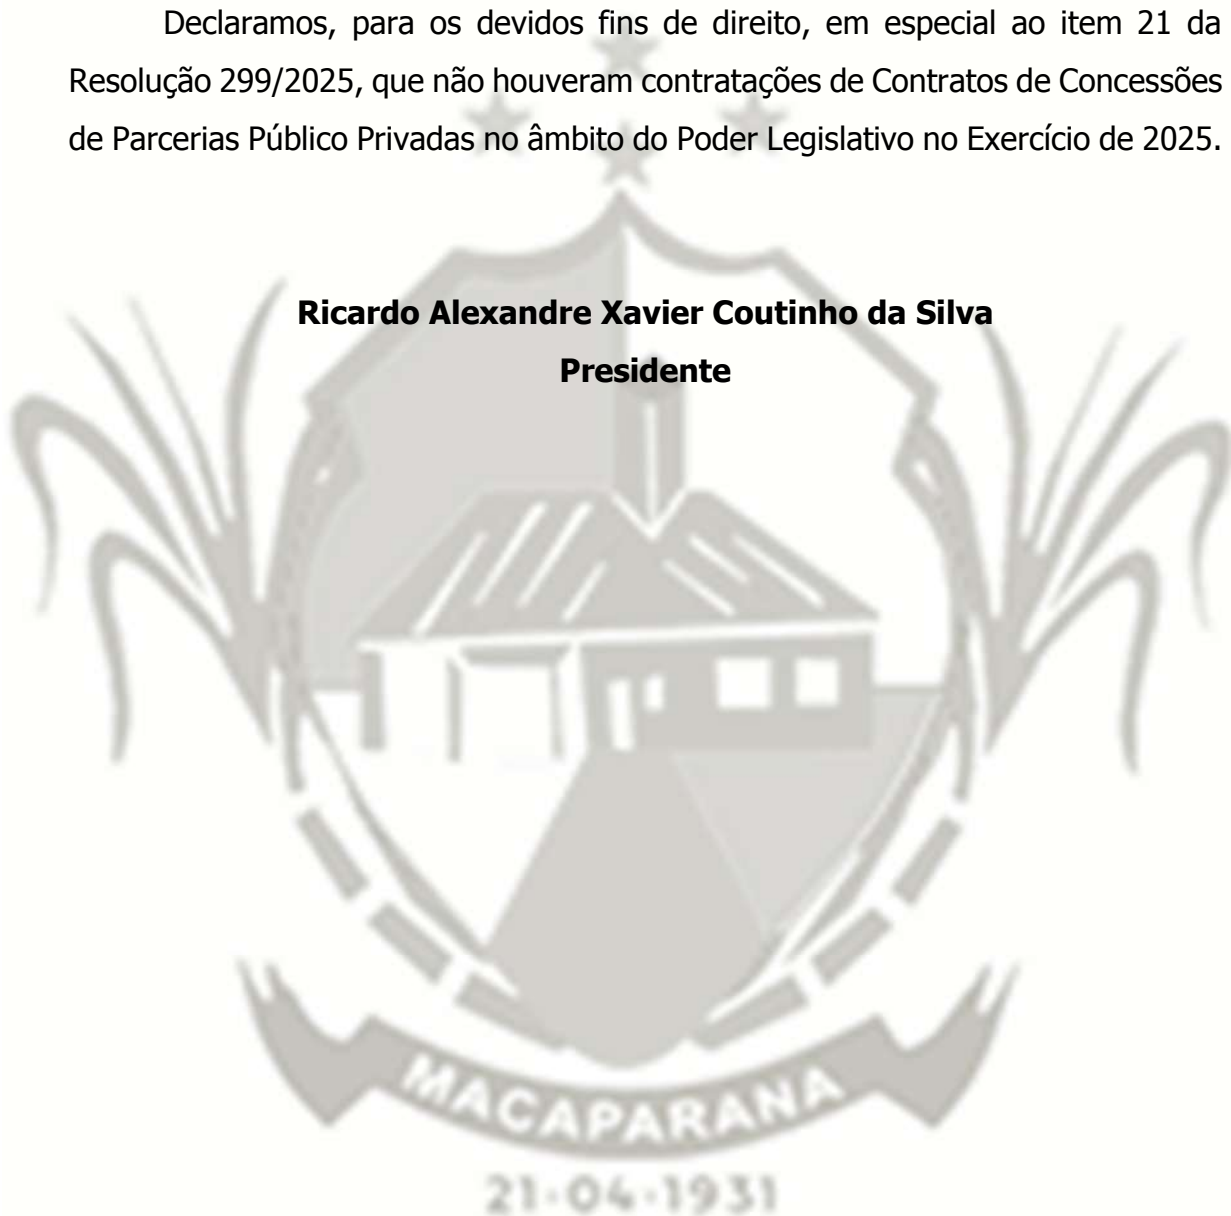 Declaramos, para os devidos fins de direito, em especial ao item 21 da
Resolução 299/2025, que não houveram contratações de Contratos de Concessões
de Parcerias Público Privadas no âmbito do Poder Legislativo no Exercício de 2025.
Ricardo Alexandre Xavier Coutinho da Silva
Presidente
MACAPARANA
21-04-1931